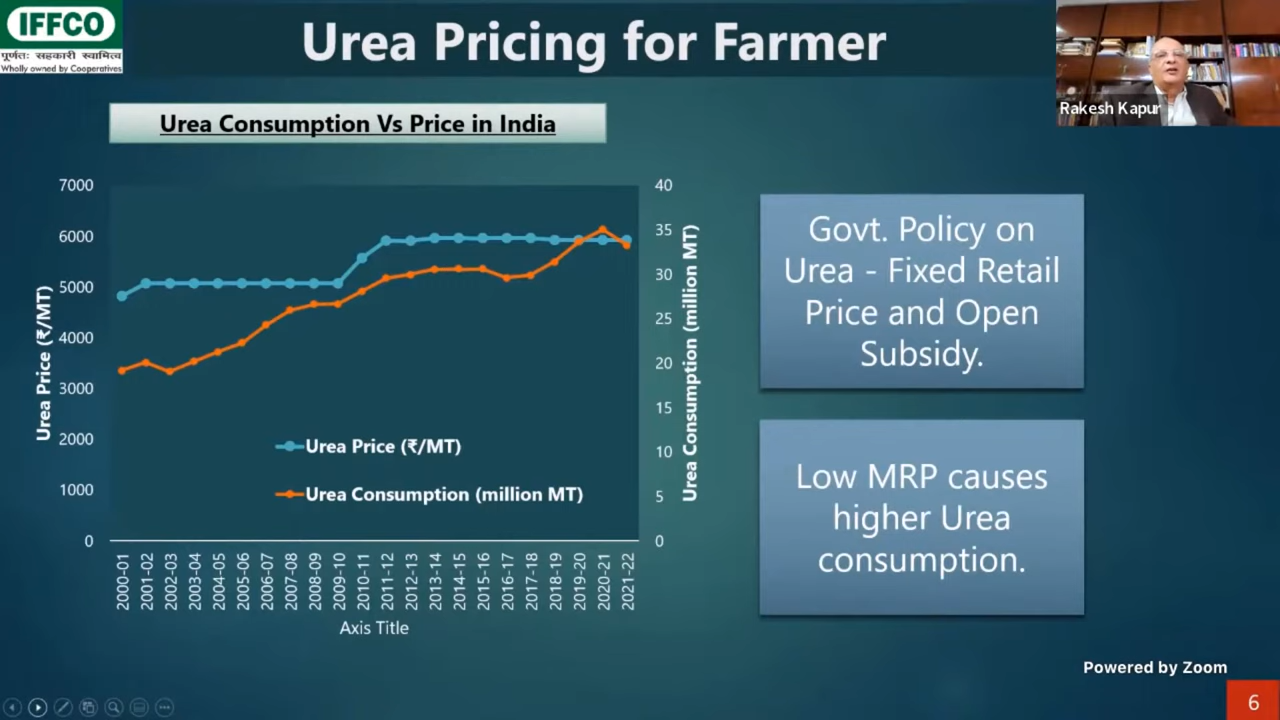 IFFCO
पूर्णतः सहकारी स्वामित्व
Wholly owned by Cooperatives
Urea Pricing for Farmer
Rakesh Kapur
Urea Consumption Vs Price in India
7000
6000
5000
4000
3000
2000
1000
0
Urea Price (₹/MT)
40
35
30
25
20
15
10
5
0
Urea Consumption (million MT)
Urea Price (₹/MT)
Urea Consumption (million MT)
2000-01
2001-02
2002-03
2003-04
2004-05
2005-06
2006-07
2007-08
2008-09
2009-10
2010-11
2011-12
2012-13
2013-14
2014-15
2015-16
2016-17
2017-18
2018-19
2019-20
2020-21
2021-22
Axis Title
Govt. Policy on
Urea - Fixed Retail
Price and Open
Subsidy.
Low MRP causes
higher Urea
consumption.
Powered by Zoom
6